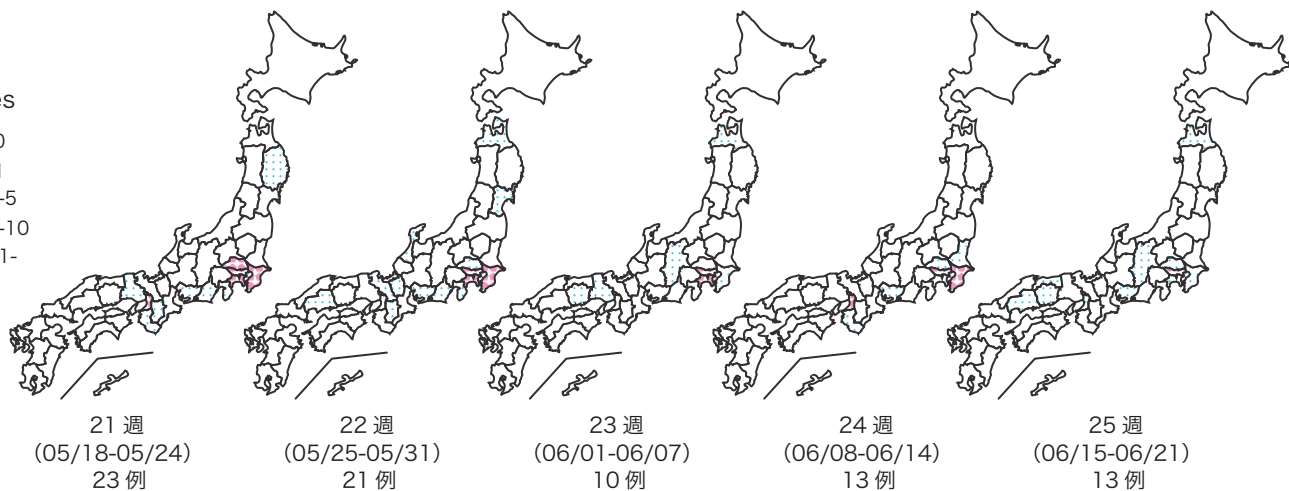 es
0
1
-5
-10
1-
21 週
(05/18-05/24)
23 例
22 週
(05/25-05/31)
21 例
23 週
(06/01-06/07)
10 例
24 週
(06/08-06/14)
13 例
25 週
(06/15-06/21)
13 例